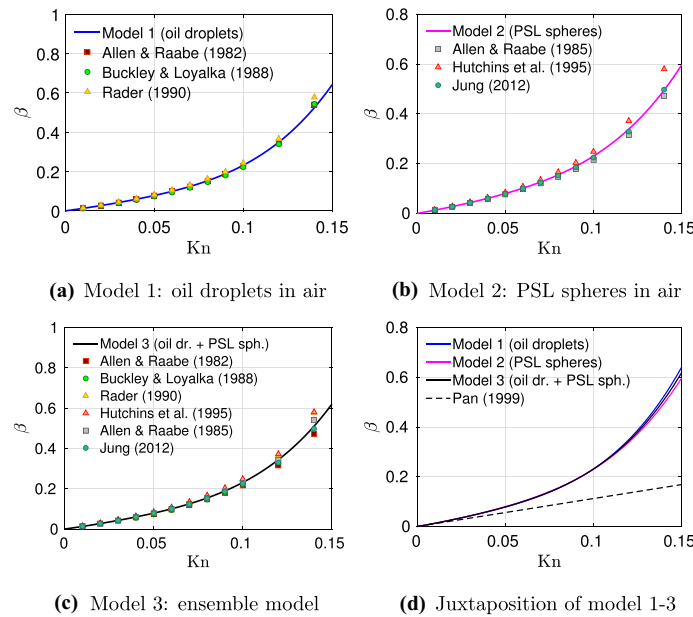 1
0.8
0.6
0.4
0.2
0
β
0
0.05
0.1
0.15
Kn
Model 1 (oil droplets)
Allen & Raabe (1982)
Buckley & Loyalka (1988)
Rader (1990)
(a) Model 1: oil droplets in air
0.8
0.6
0.4
0.2
0
β
0
0.05
0.1
0.15
Kn
Model 2 (PSL spheres)
Allen & Raabe (1985)
Hutchins et al. (1995)
Jung (2012)
(b) Model 2: PSL spheres in air
1
0.8
0.6
0.4
0.2
0
β
0
0.05
0.1
0.15
Kn
Model 3 (oil dr. + PSL sph.)
Allen & Raabe (1982)
Buckley & Loyalka (1988)
Rader (1990)
Hutchins et al. (1995)
Allen & Raabe (1985)
Jung (2012)
(c) Model 3: ensemble model
0.8
0.6
0.4
0.2
0
β
0
0.05
0.1
0.15
Kn
Model 1 (oil droplets)
Model 2 (PSL spheres)
Model 3 (oil dr. + PSL sph.)
Pan (1999)
(d) Juxtaposition of model 1-3